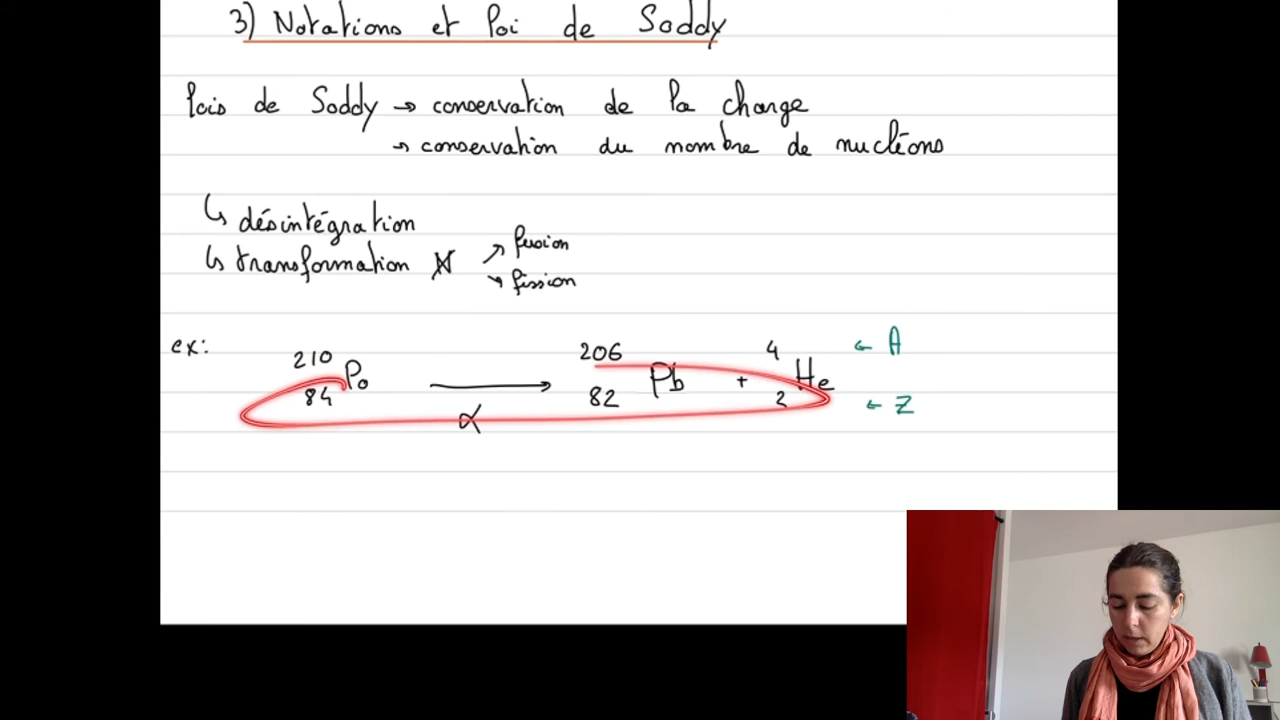 3) Notations et loi de Soddy
lois de Soddy → conservation de la charge
→ conservation du nombre de nucléons
↳ désintégration
↳ transformation ↗ fusion
↘ fission
ex: 210 84 Po → 206 82 Pb + 4 2 He ← A
α ← Z